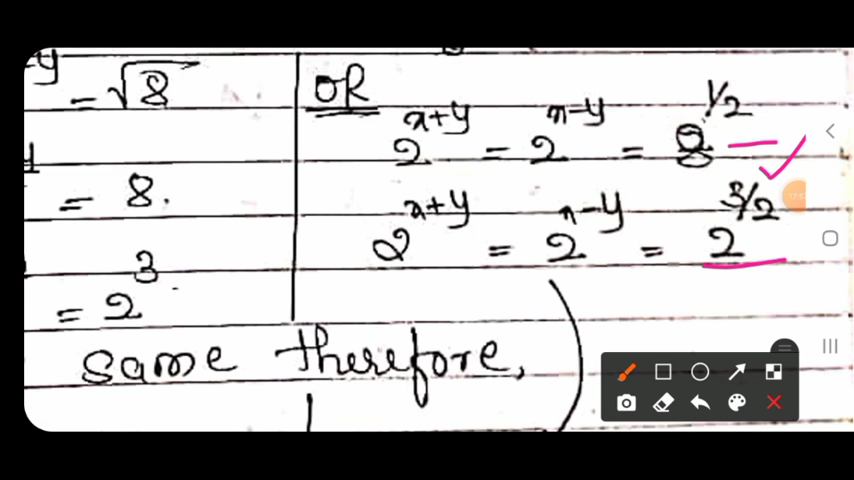 y
= √8
= 8.
= 2^3
OR
2^{x+y} = 2^{x-y} = 8^{1/2}
2^{x+y} = 2^{x-y} = 2^{3/2}
Same therefore,